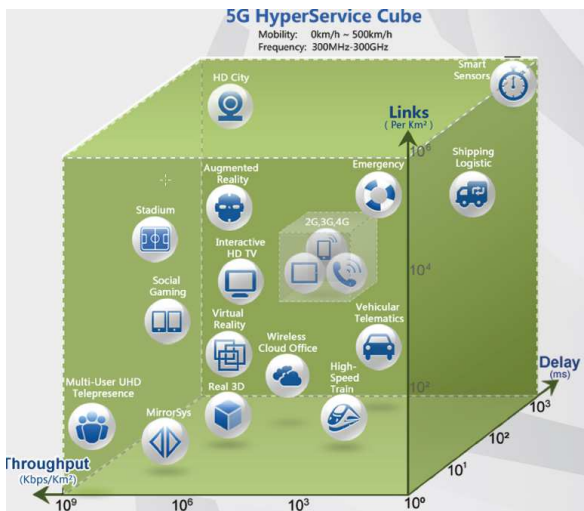 5G HyperService Cube
Mobility: 0km/h ~ 500km/h
Frequency: 300MHz-300GHz
Smart
Sensors
HD City
Links
( Per Km² )
10⁶
Shipping
Logistic
Emergency
Augmented
Reality
Stadium
2G,3G,4G
Interactive
HD TV
10⁴
Social
Gaming
Vehicular
Telematics
Virtual
Reality
Wireless
Cloud Office
High-
Speed
Train
Delay
(ms)
10²
Multi-User UHD
Telepresence
Real 3D
MirrorSys
10³
10²
10¹
Throughput
(Kbps/Km²)
10⁹
10⁶
10³
10⁰